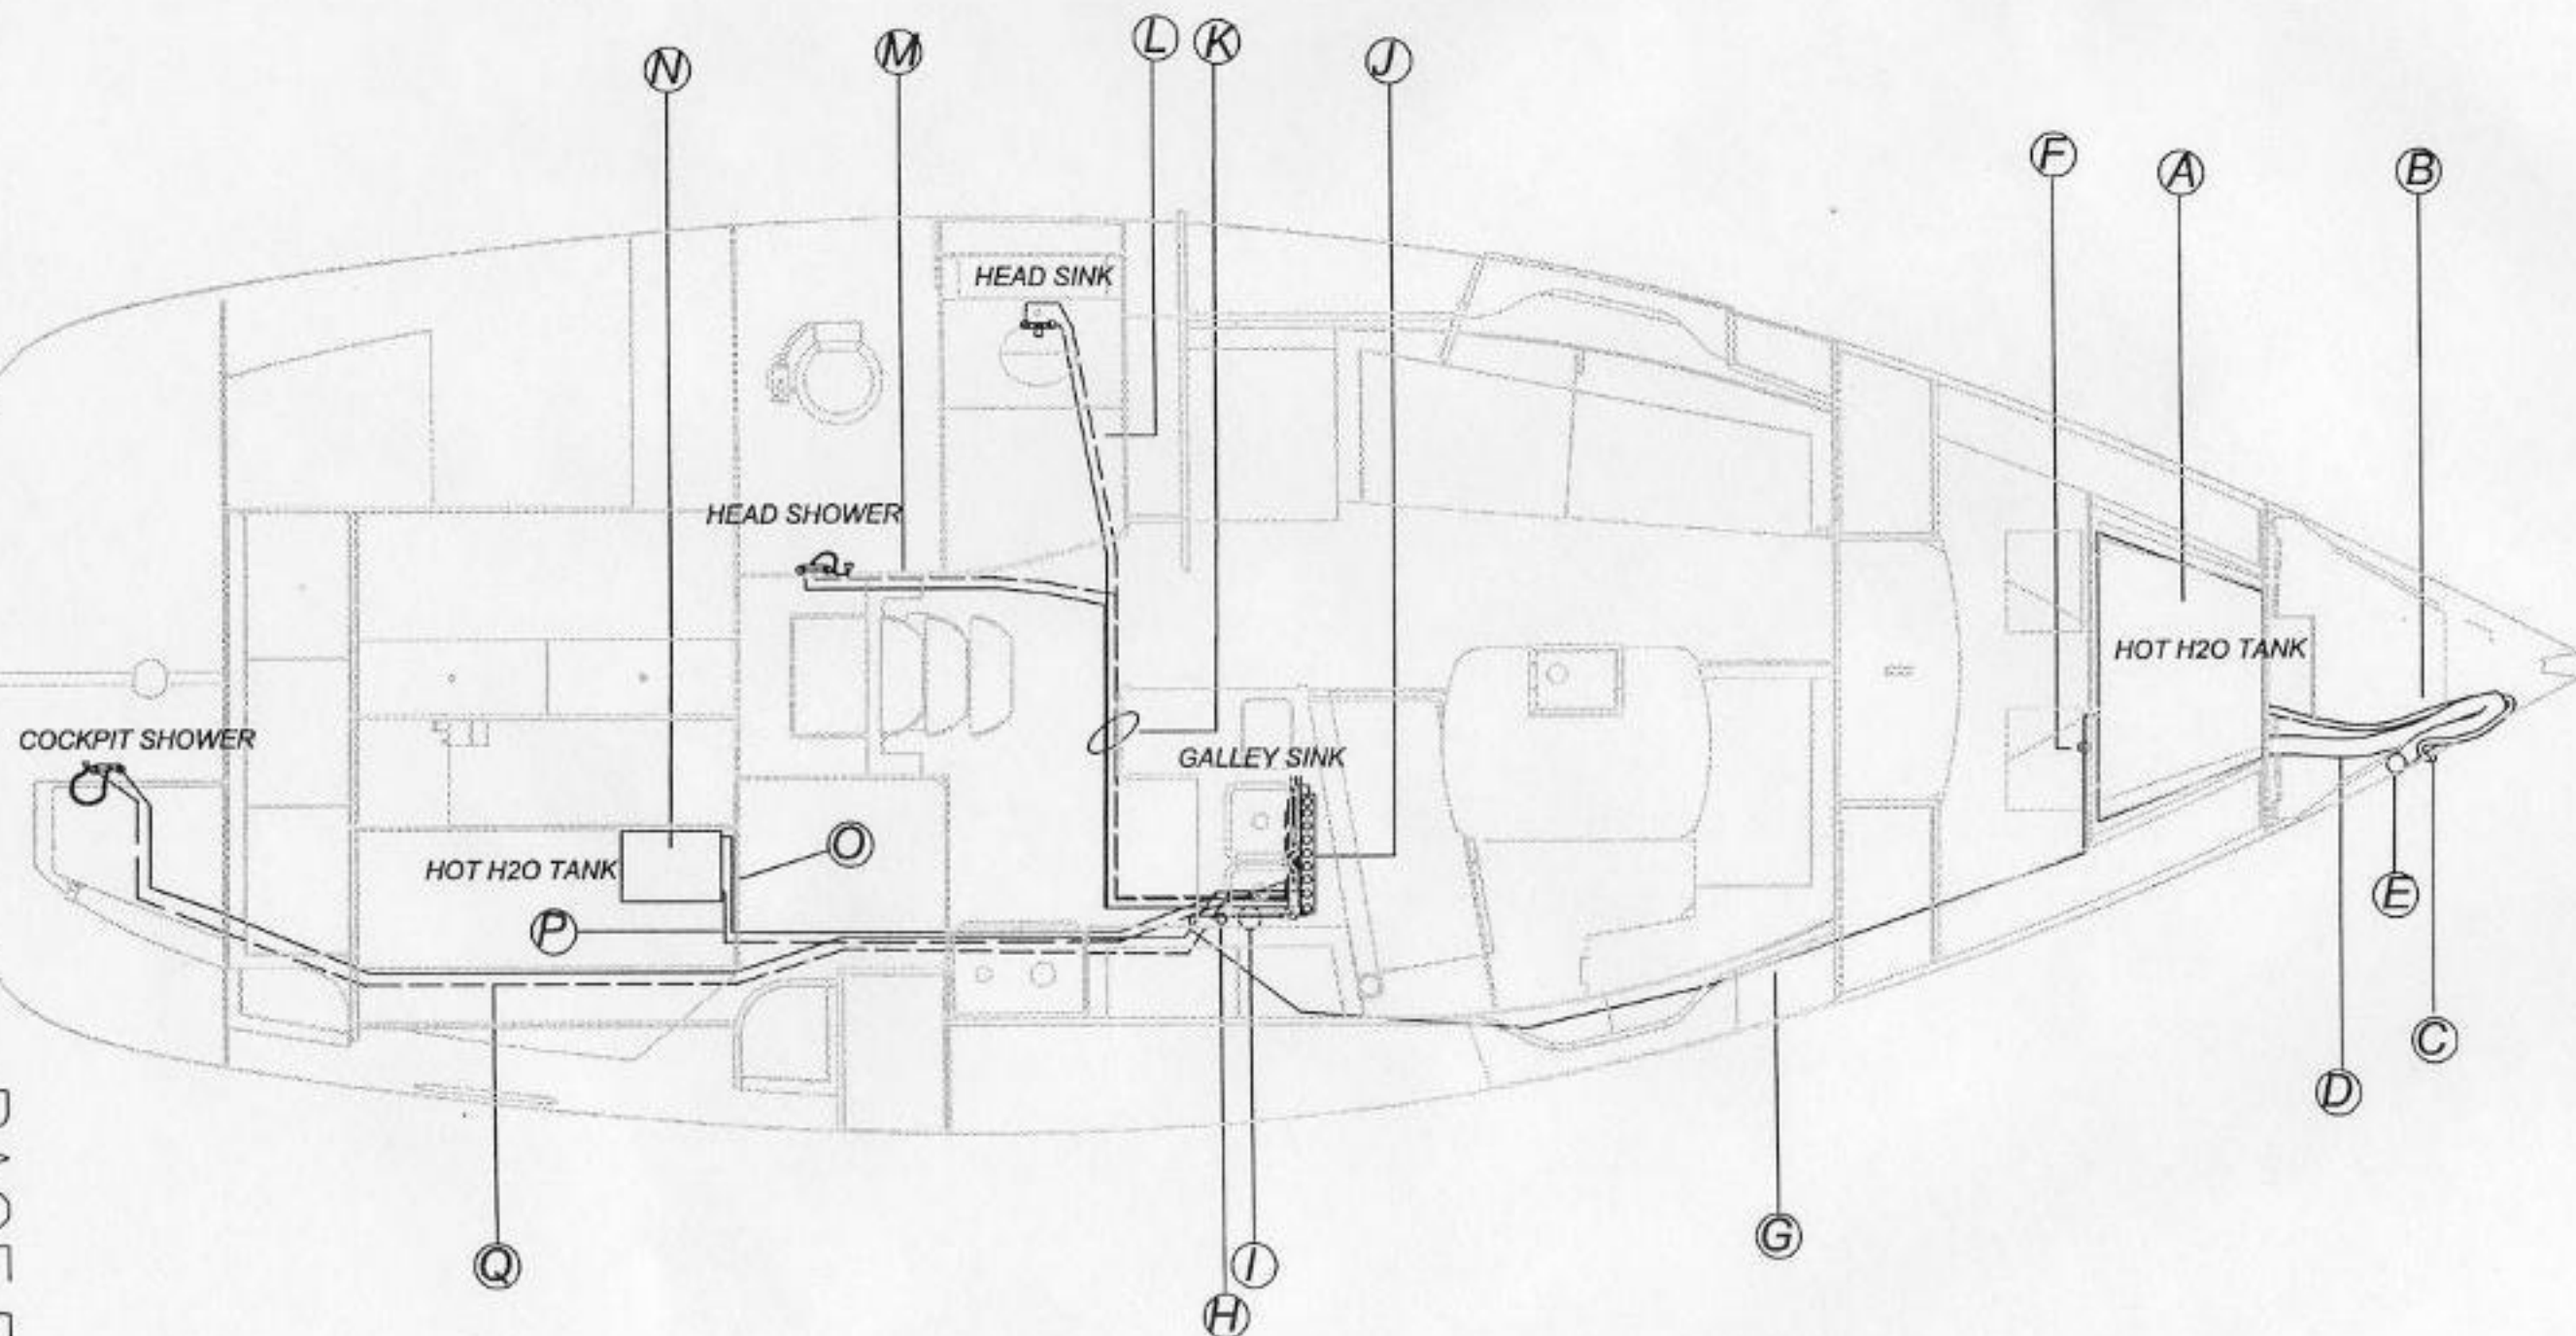 N
M
L
K
J
F
A
B
HEAD SINK
HEAD SHOWER
HOT H2O TANK
COCKPIT SHOWER
GALLEY SINK
HOT H2O TANK
O
P
E
C
D
Q
I
G
H